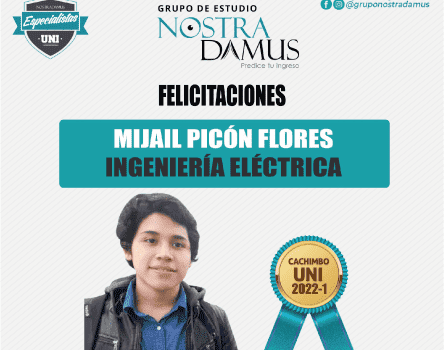 NOSTRADAMUS
Especialistas
UNI
GRUPO DE ESTUDIO
NOSTRA
DAMUS
Predice tu Ingreso
@gruponostradamus
FELICITACIONES
MIJAIL PICÓN FLORES
INGENIERÍA ELÉCTRICA
CACHIMBO
UNI
2022-1